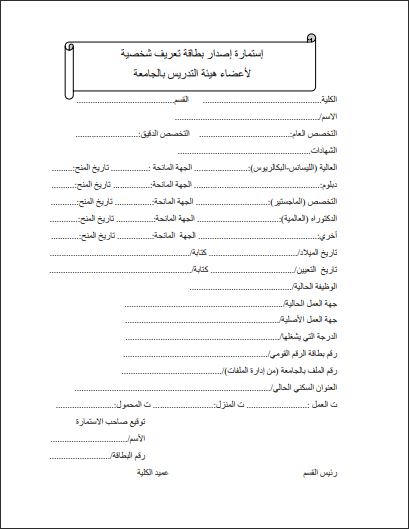 إستمارة إصدار بطاقة تعريف شخصية
لأعضاء هيئة التدريس بالجامعة
الكلية.......................................... القسم...................................
الاسم/...................................................
التخصص العام:................................ التخصص الدقيق:.......................
الشهادات................................................
العالية (الليسانس-البكالريوس):.................... الجهة المانحة :.............. تاريخ المنح:.........
دبلوم:............................................... الجهة المانحة:.............. تاريخ المنح:...........
التخصص (الماجستير):.......................... الجهة المانحة:.............. تاريخ المنح:...........
الدكتوراه (العالمية):.............................. الجهة المانحة:.............. تاريخ المنح:...........
أخري:............................................ الجهة المانحة:............. تاريخ المنح:...........
تاريخ الميلاد/............................ كتابة/..................................................
تاريخ التعيين/.............................. كتابة/..................................................
الوظيفة الحالية/.....................................
جهة العمل الحالية/.........................................................
جهة العمل الأصلية/.......................................................
الدرجة التي يشغلها/.......................................................
رقم بطاقة الرقم القومي/..................................................
رقم الملف بالجامعة (من إدارة الملفات)/...................................
العنوان السكني الحالي/......................................................................
ت العمل :...................... ت المنزل:...................... ت المحمول:.....................
توقيع صاحب الاستمارة
الأسم/............................
رقم البطاقة/......................
رئيس القسم عميد الكلية